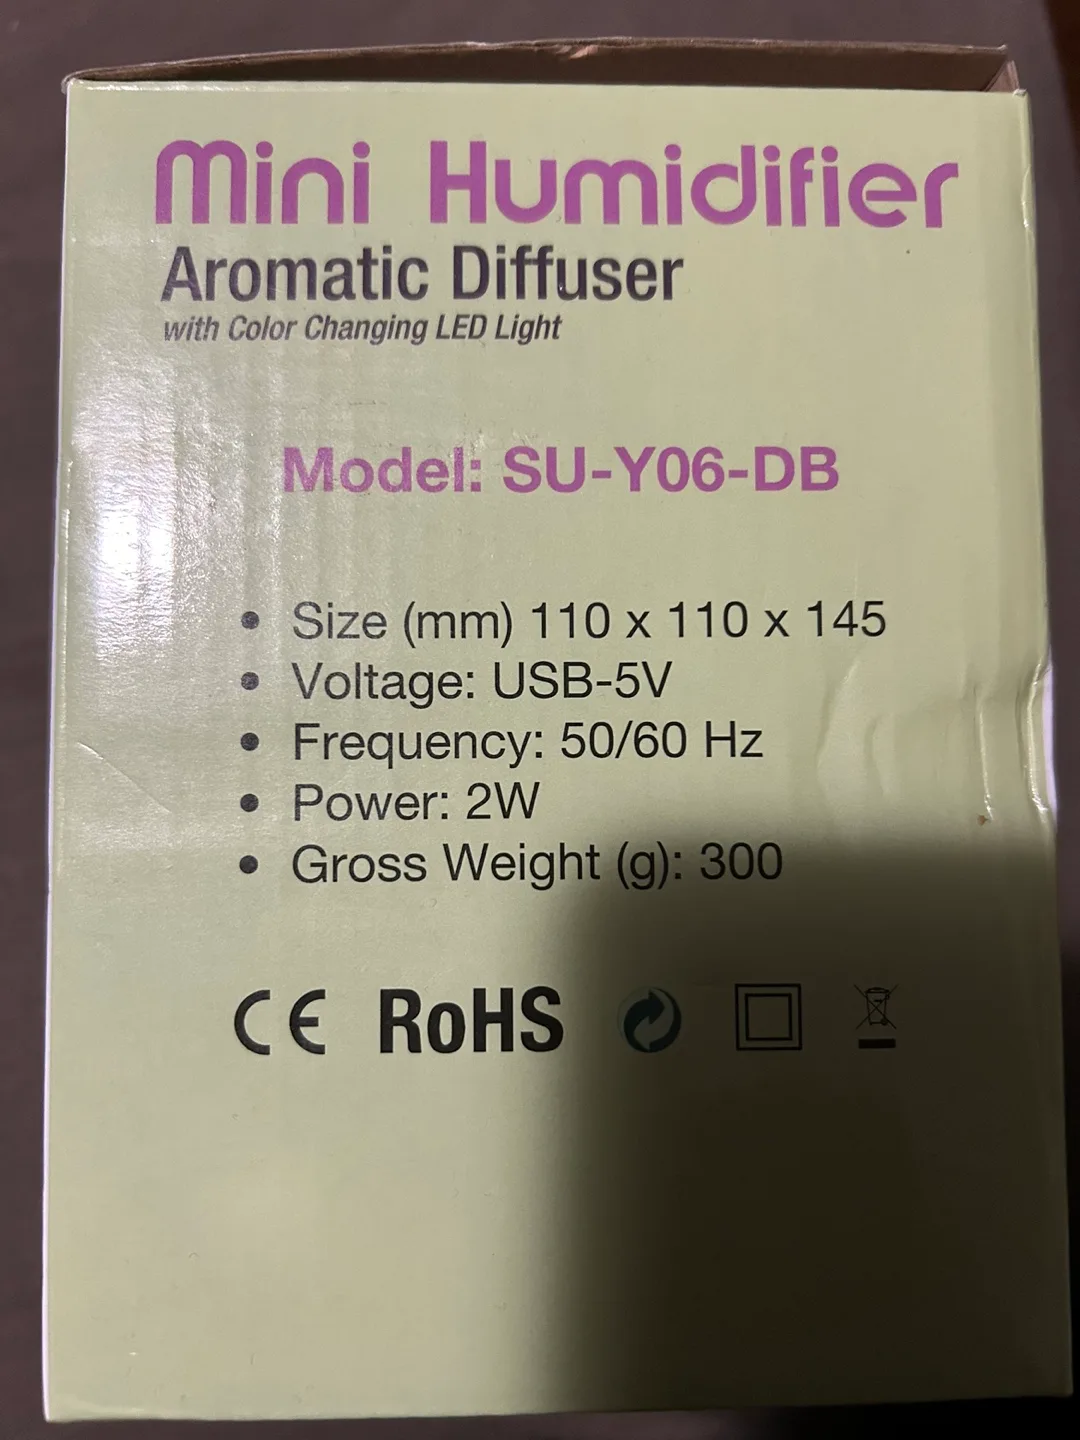 Mini Humidifier
Aromatic Diffuser
with Color Changing LED Light
Model: SU-Y06-DB
• Size (mm) 110 x 110 x 145
• Voltage: USB-5V
• Frequency: 50/60 Hz
• Power: 2W
• Gross Weight (g): 300
CE RoHS